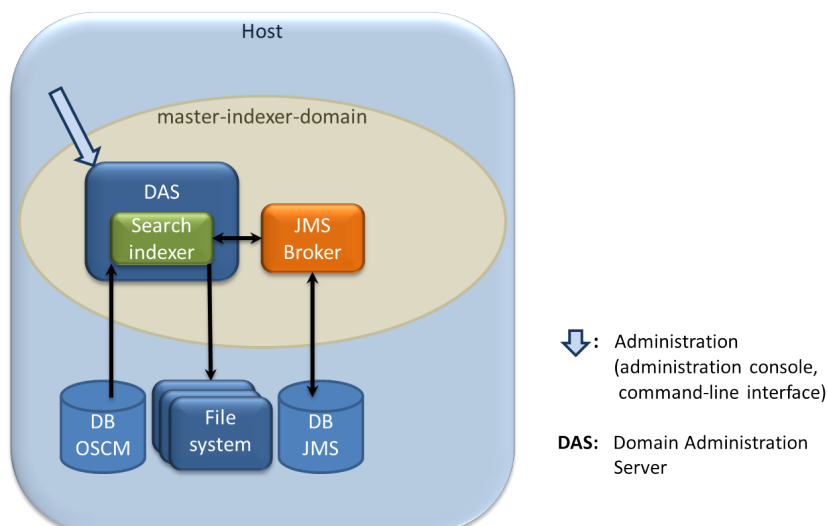 Host
master-indexer-domain
DAS
Search
indexer
JMS
Broker
DB
OSCM
File
system
DB
JMS
: Administration
(administration console,
command-line interface)
DAS: Domain Administration
Server